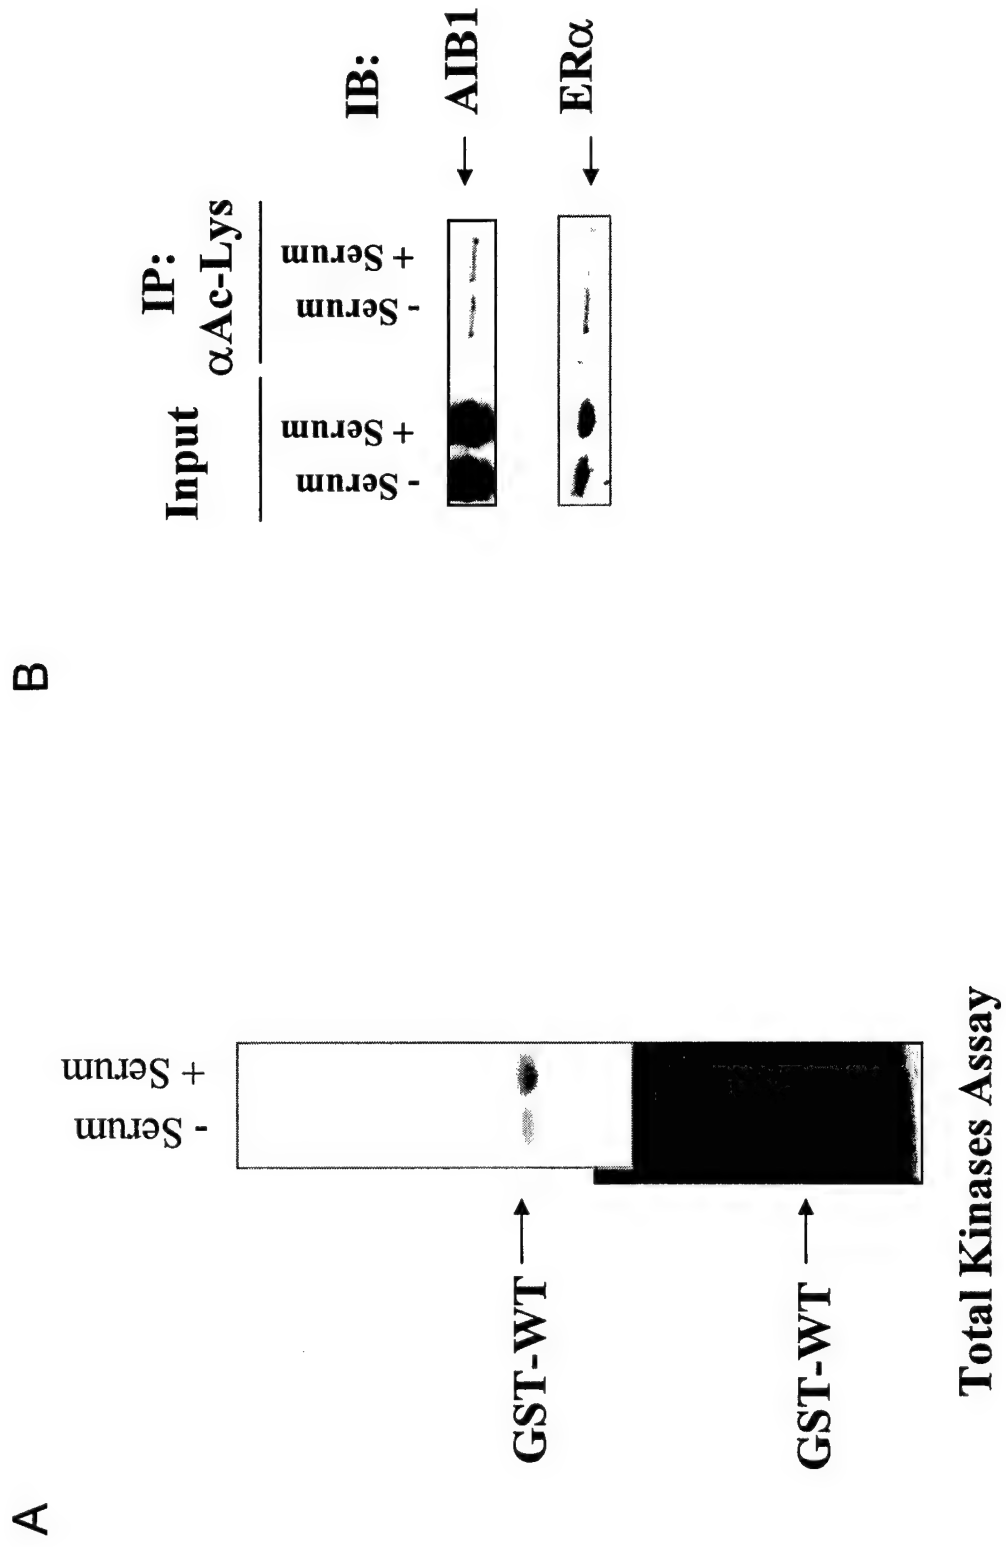 A
- Serum
+ Serum
GST-WT
GST-WT
Total Kinases Assay
B
Input
IP:
αAc-Lys
- Serum
+ Serum
- Serum
+ Serum
IB:
AIB1
ERα